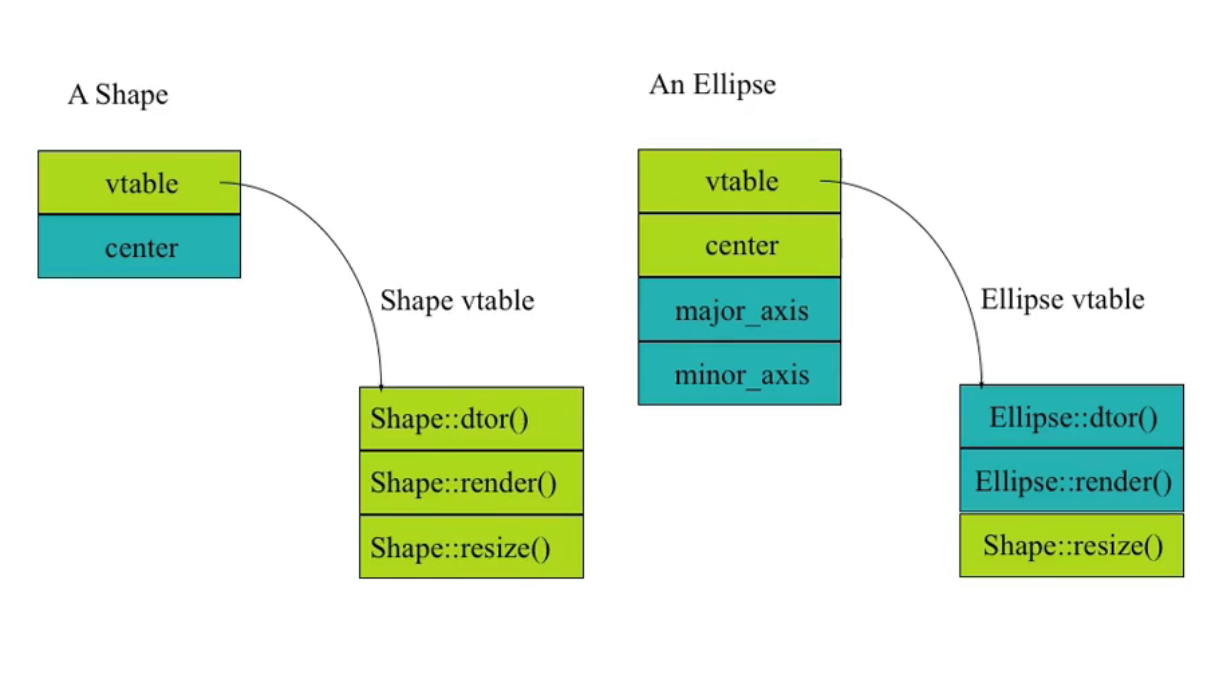 A Shape
vtable
center
Shape vtable
Shape::dtor()
Shape::render()
Shape::resize()
An Ellipse
vtable
center
major_axis
minor_axis
Ellipse vtable
Ellipse::dtor()
Ellipse::render()
Shape::resize()